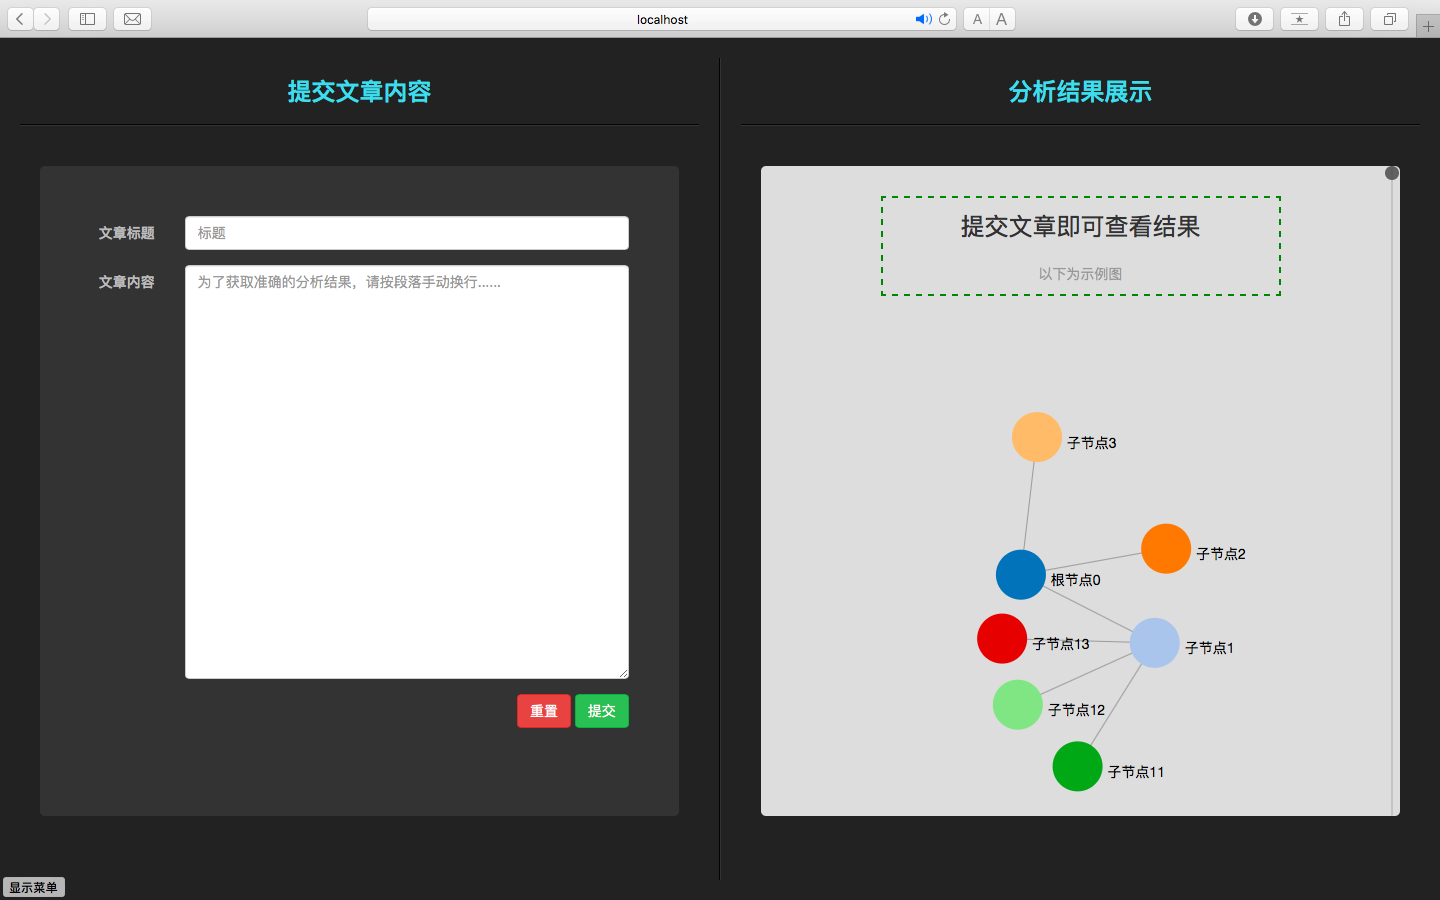 localhost
A A
提交文章内容
文章标题
标题
文章内容
为了获取准确的分析结果，请按段落手动换行......
重置 提交
显示菜单
分析结果展示
提交文章即可查看结果
以下为示例图
子节点3
子节点2
根节点0
子节点13
子节点1
子节点12
子节点11